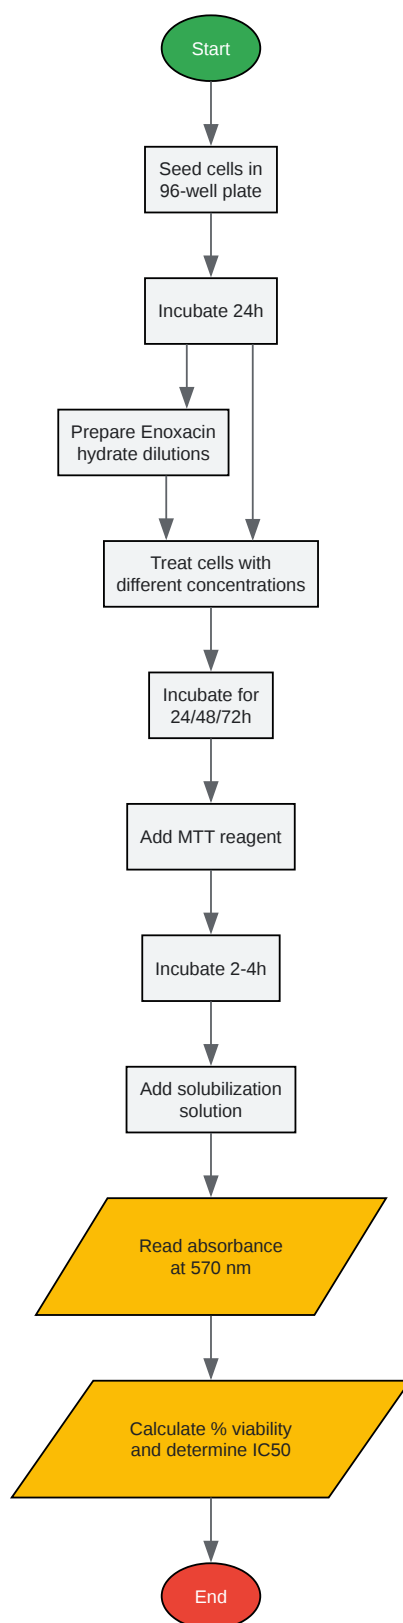 Start
Seed cells in
96-well plate
Incubate 24h
Prepare Enoxacin
hydrate dilutions
Treat cells with
different concentrations
Incubate for
24/48/72h
Add MTT reagent
Incubate 2-4h
Add solubilization
solution
Read absorbance
at 570 nm
Calculate % viability
and determine IC50
End